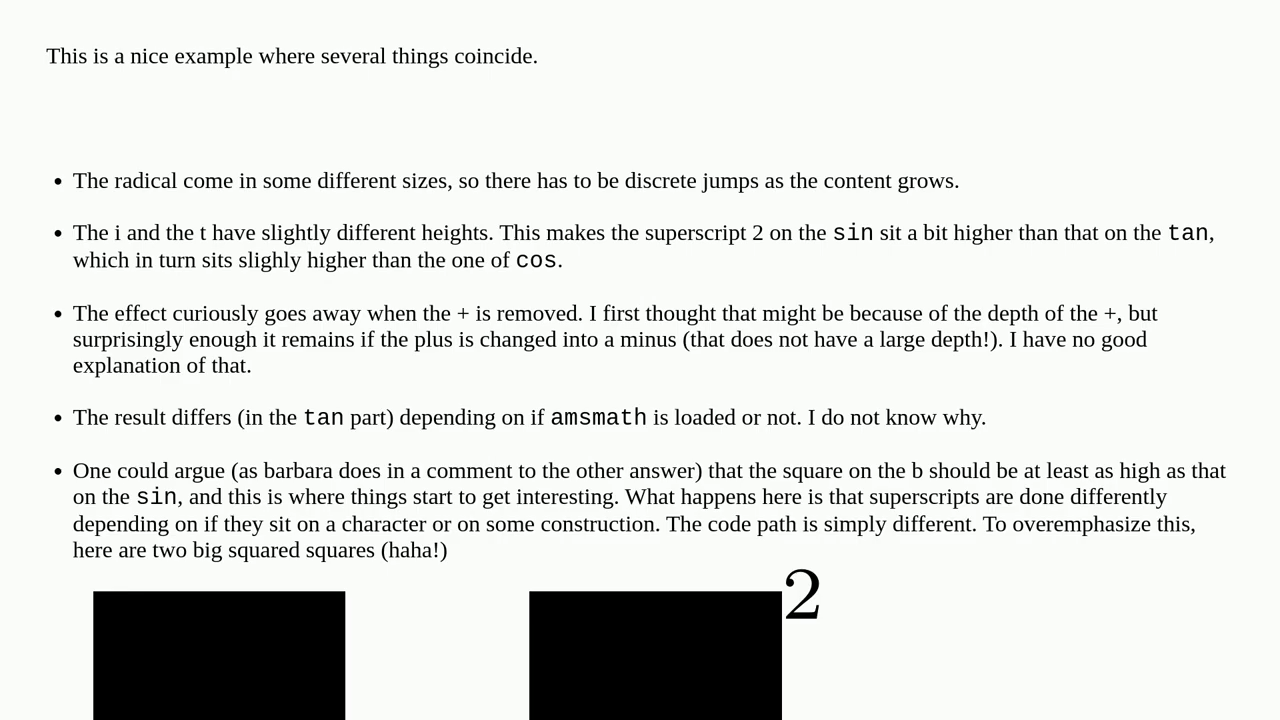 This is a nice example where several things coincide.
• The radical come in some different sizes, so there has to be discrete jumps as the content grows.
• The i and the t have slightly different heights. This makes the superscript 2 on the sin sit a bit higher than that on the tan,
which in turn sits slighly higher than the one of cos.
• The effect curiously goes away when the + is removed. I first thought that might be because of the depth of the +, but
surprisingly enough it remains if the plus is changed into a minus (that does not have a large depth!). I have no good
explanation of that.
• The result differs (in the tan part) depending on if amsmath is loaded or not. I do not know why.
• One could argue (as barbara does in a comment to the other answer) that the square on the b should be at least as high as that
on the sin, and this is where things start to get interesting. What happens here is that superscripts are done differently
depending on if they sit on a character or on some construction. The code path is simply different. To overemphasize this,
here are two big squared squares (haha!)
2